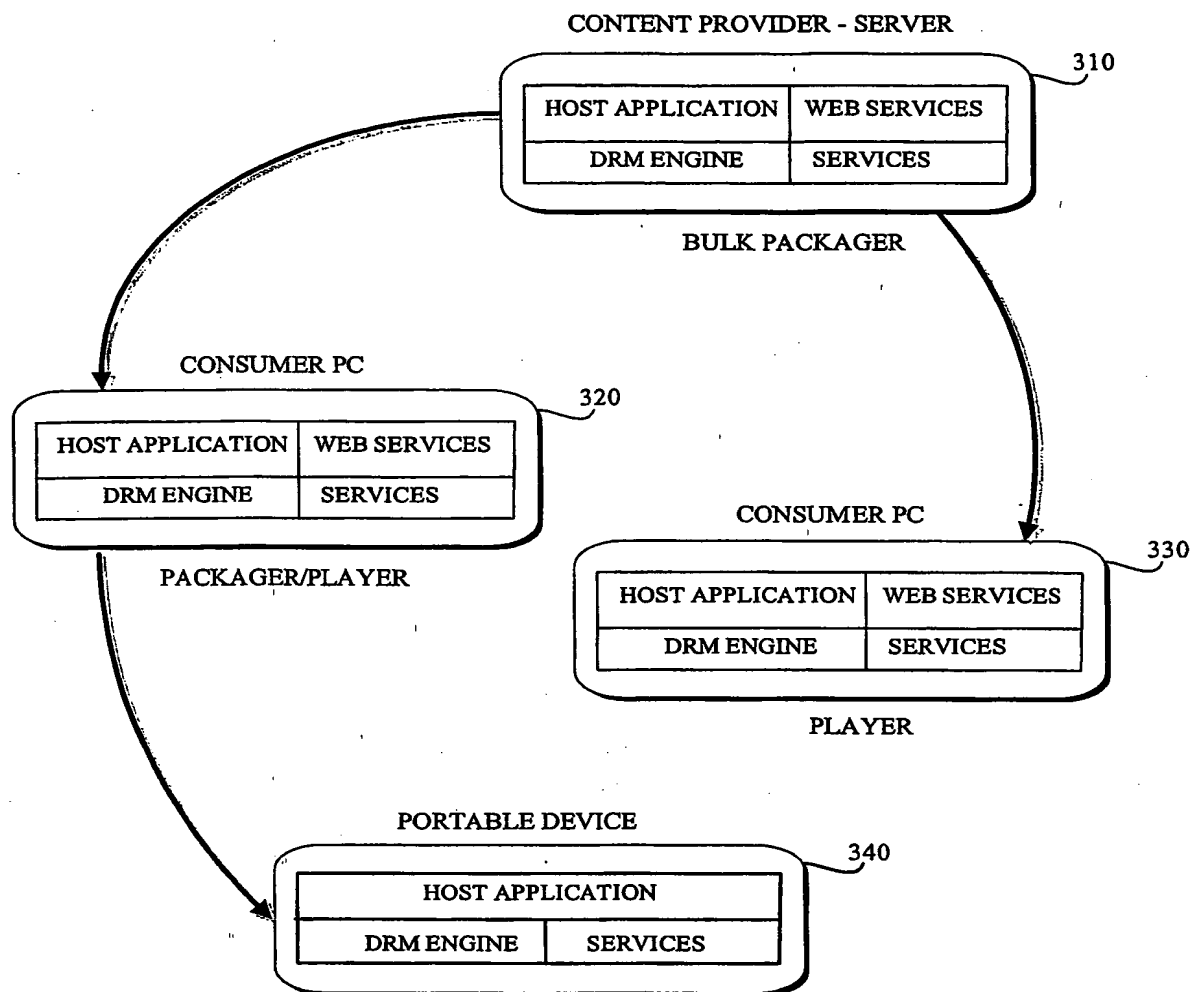 CONTENT PROVIDER - SERVER
310
HOST APPLICATION WEB SERVICES
DRM ENGINE SERVICES
BULK PACKAGER
CONSUMER PC
320
HOST APPLICATION WEB SERVICES
DRM ENGINE SERVICES
PACKAGER/PLAYER
CONSUMER PC
330
HOST APPLICATION WEB SERVICES
DRM ENGINE SERVICES
PLAYER
PORTABLE DEVICE
340
HOST APPLICATION
DRM ENGINE SERVICES